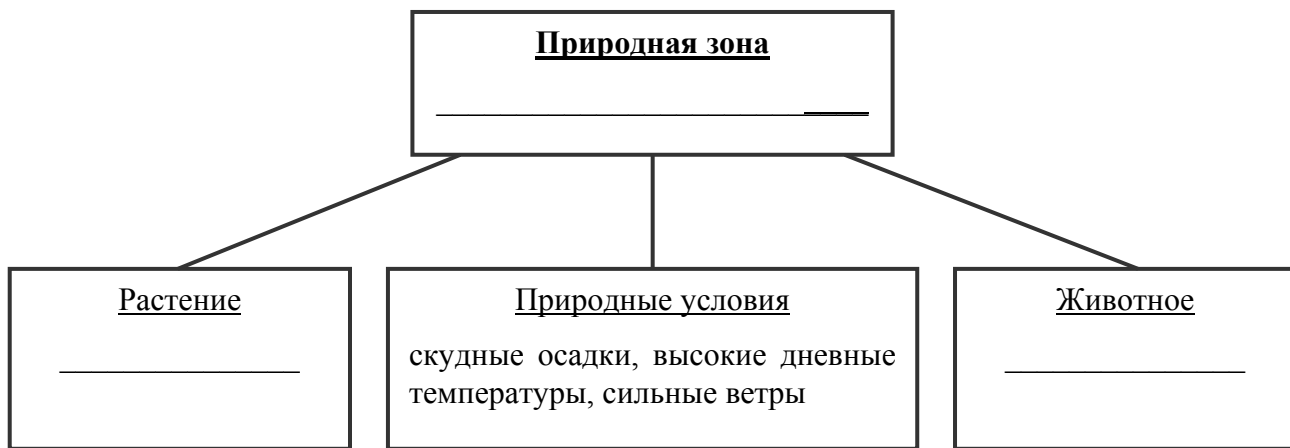 Природная зона
Растение
Природные условия
скудные осадки, высокие дневные
температуры, сильные ветры
Животное